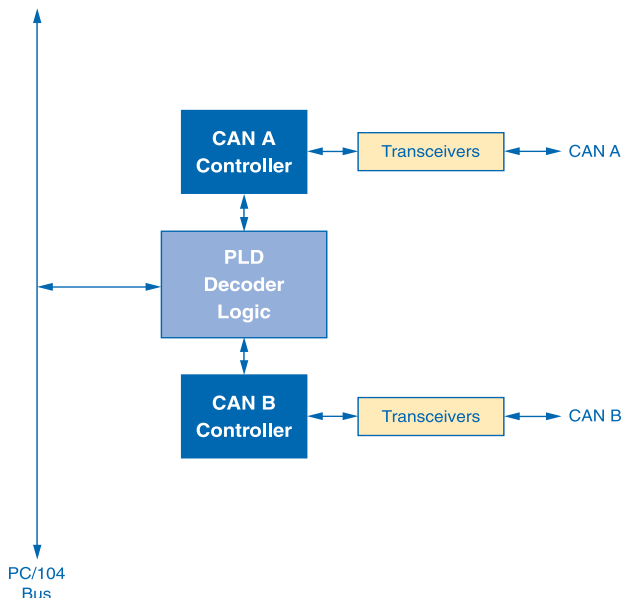 CAN A
Controller
Transceivers
CAN A
PLD
Decoder
Logic
CAN B
Controller
Transceivers
CAN B
PC/104
Bus